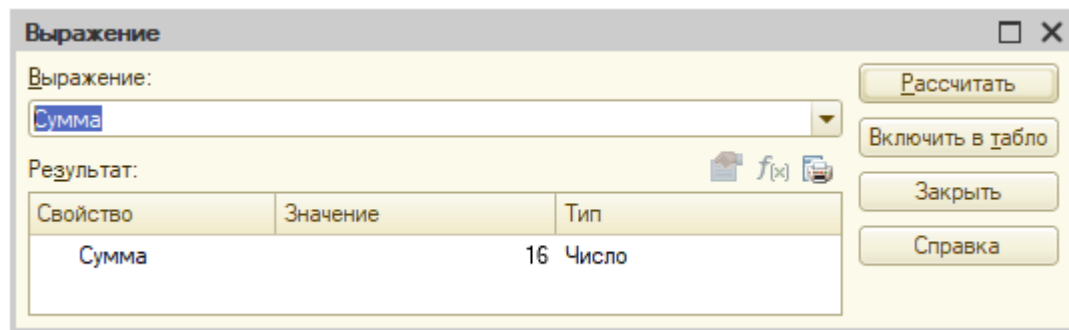 Выражение
Выражение:
Рассчитать
Сумма
Включить в табло
Результат:
f(x)
Закрыть
Свойство Значение Тип
Сумма 16 Число
Справка